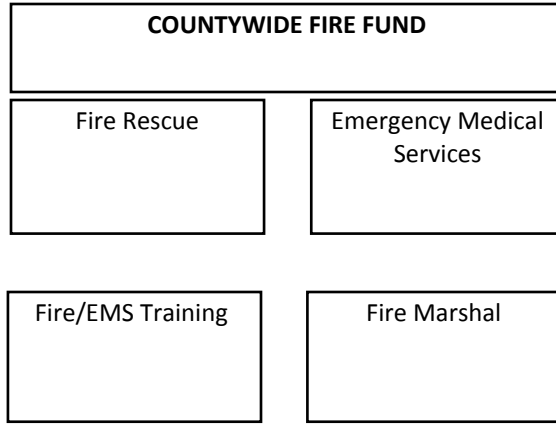 COUNTYWIDE FIRE FUND
Fire Rescue
Emergency Medical
Services
Fire/EMS Training
Fire Marshal